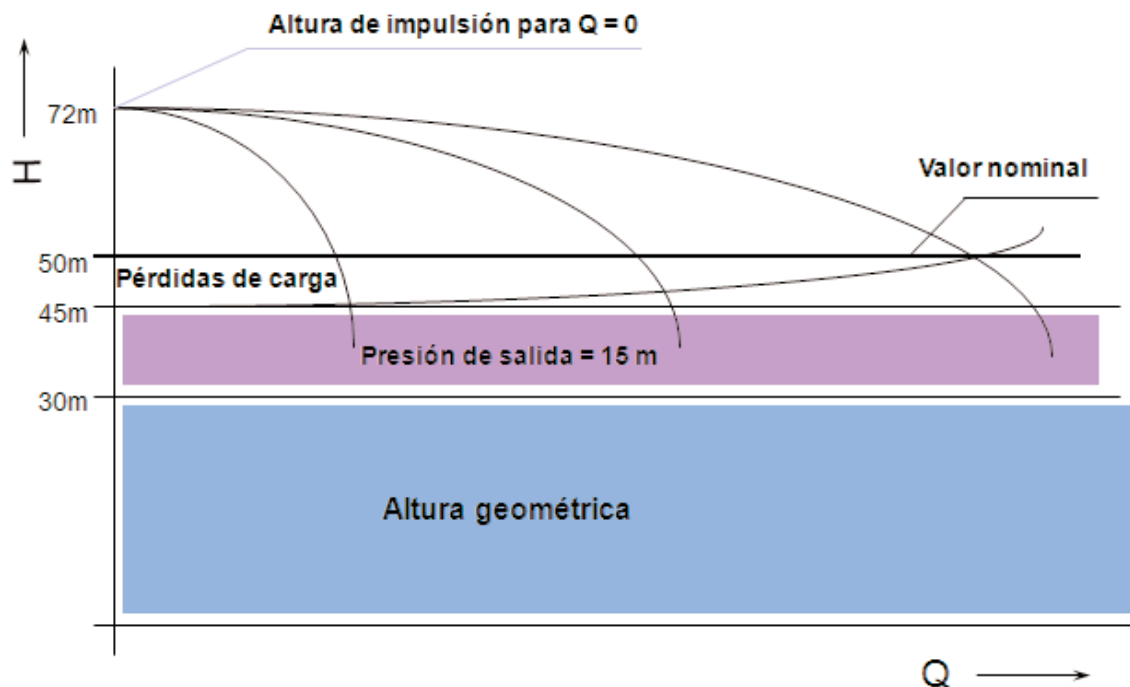 Altura de impulsión para Q = 0
72m
H
Valor nominal
50m
Pérdidas de carga
45m
Presión de salida = 15 m
30m
Altura geométrica
Q